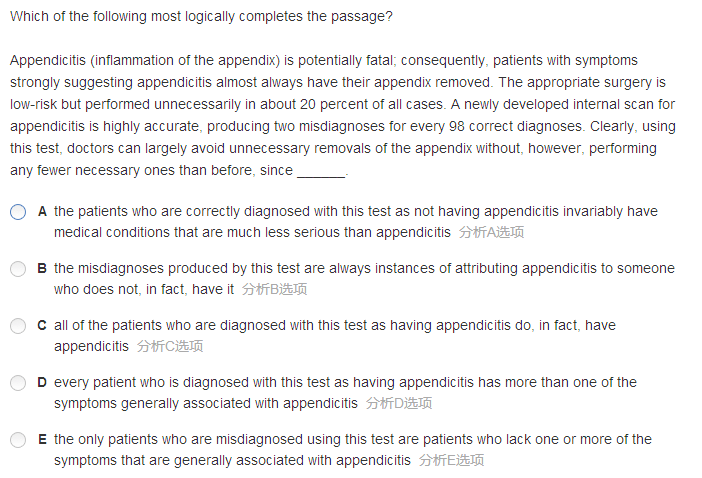 Which of the following most logically completes the passage?
Appendicitis (inflammation of the appendix) is potentially fatal; consequently, patients with symptoms
strongly suggesting appendicitis almost always have their appendix removed. The appropriate surgery is
low-risk but performed unnecessarily in about 20 percent of all cases. A newly developed internal scan for
appendicitis is highly accurate, producing two misdiagnoses for every 98 correct diagnoses. Clearly, using
this test, doctors can largely avoid unnecessary removals of the appendix without, however, performing
any fewer necessary ones than before, since ______.
A the patients who are correctly diagnosed with this test as not having appendicitis invariably have
medical conditions that are much less serious than appendicitis 分析A选项
B the misdiagnoses produced by this test are always instances of attributing appendicitis to someone
who does not, in fact, have it 分析B选项
C all of the patients who are diagnosed with this test as having appendicitis do, in fact, have
appendicitis 分析C选项
D every patient who is diagnosed with this test as having appendicitis has more than one of the
symptoms generally associated with appendicitis 分析D选项
E the only patients who are misdiagnosed using this test are patients who lack one or more of the
symptoms that are generally associated with appendicitis 分析E选项